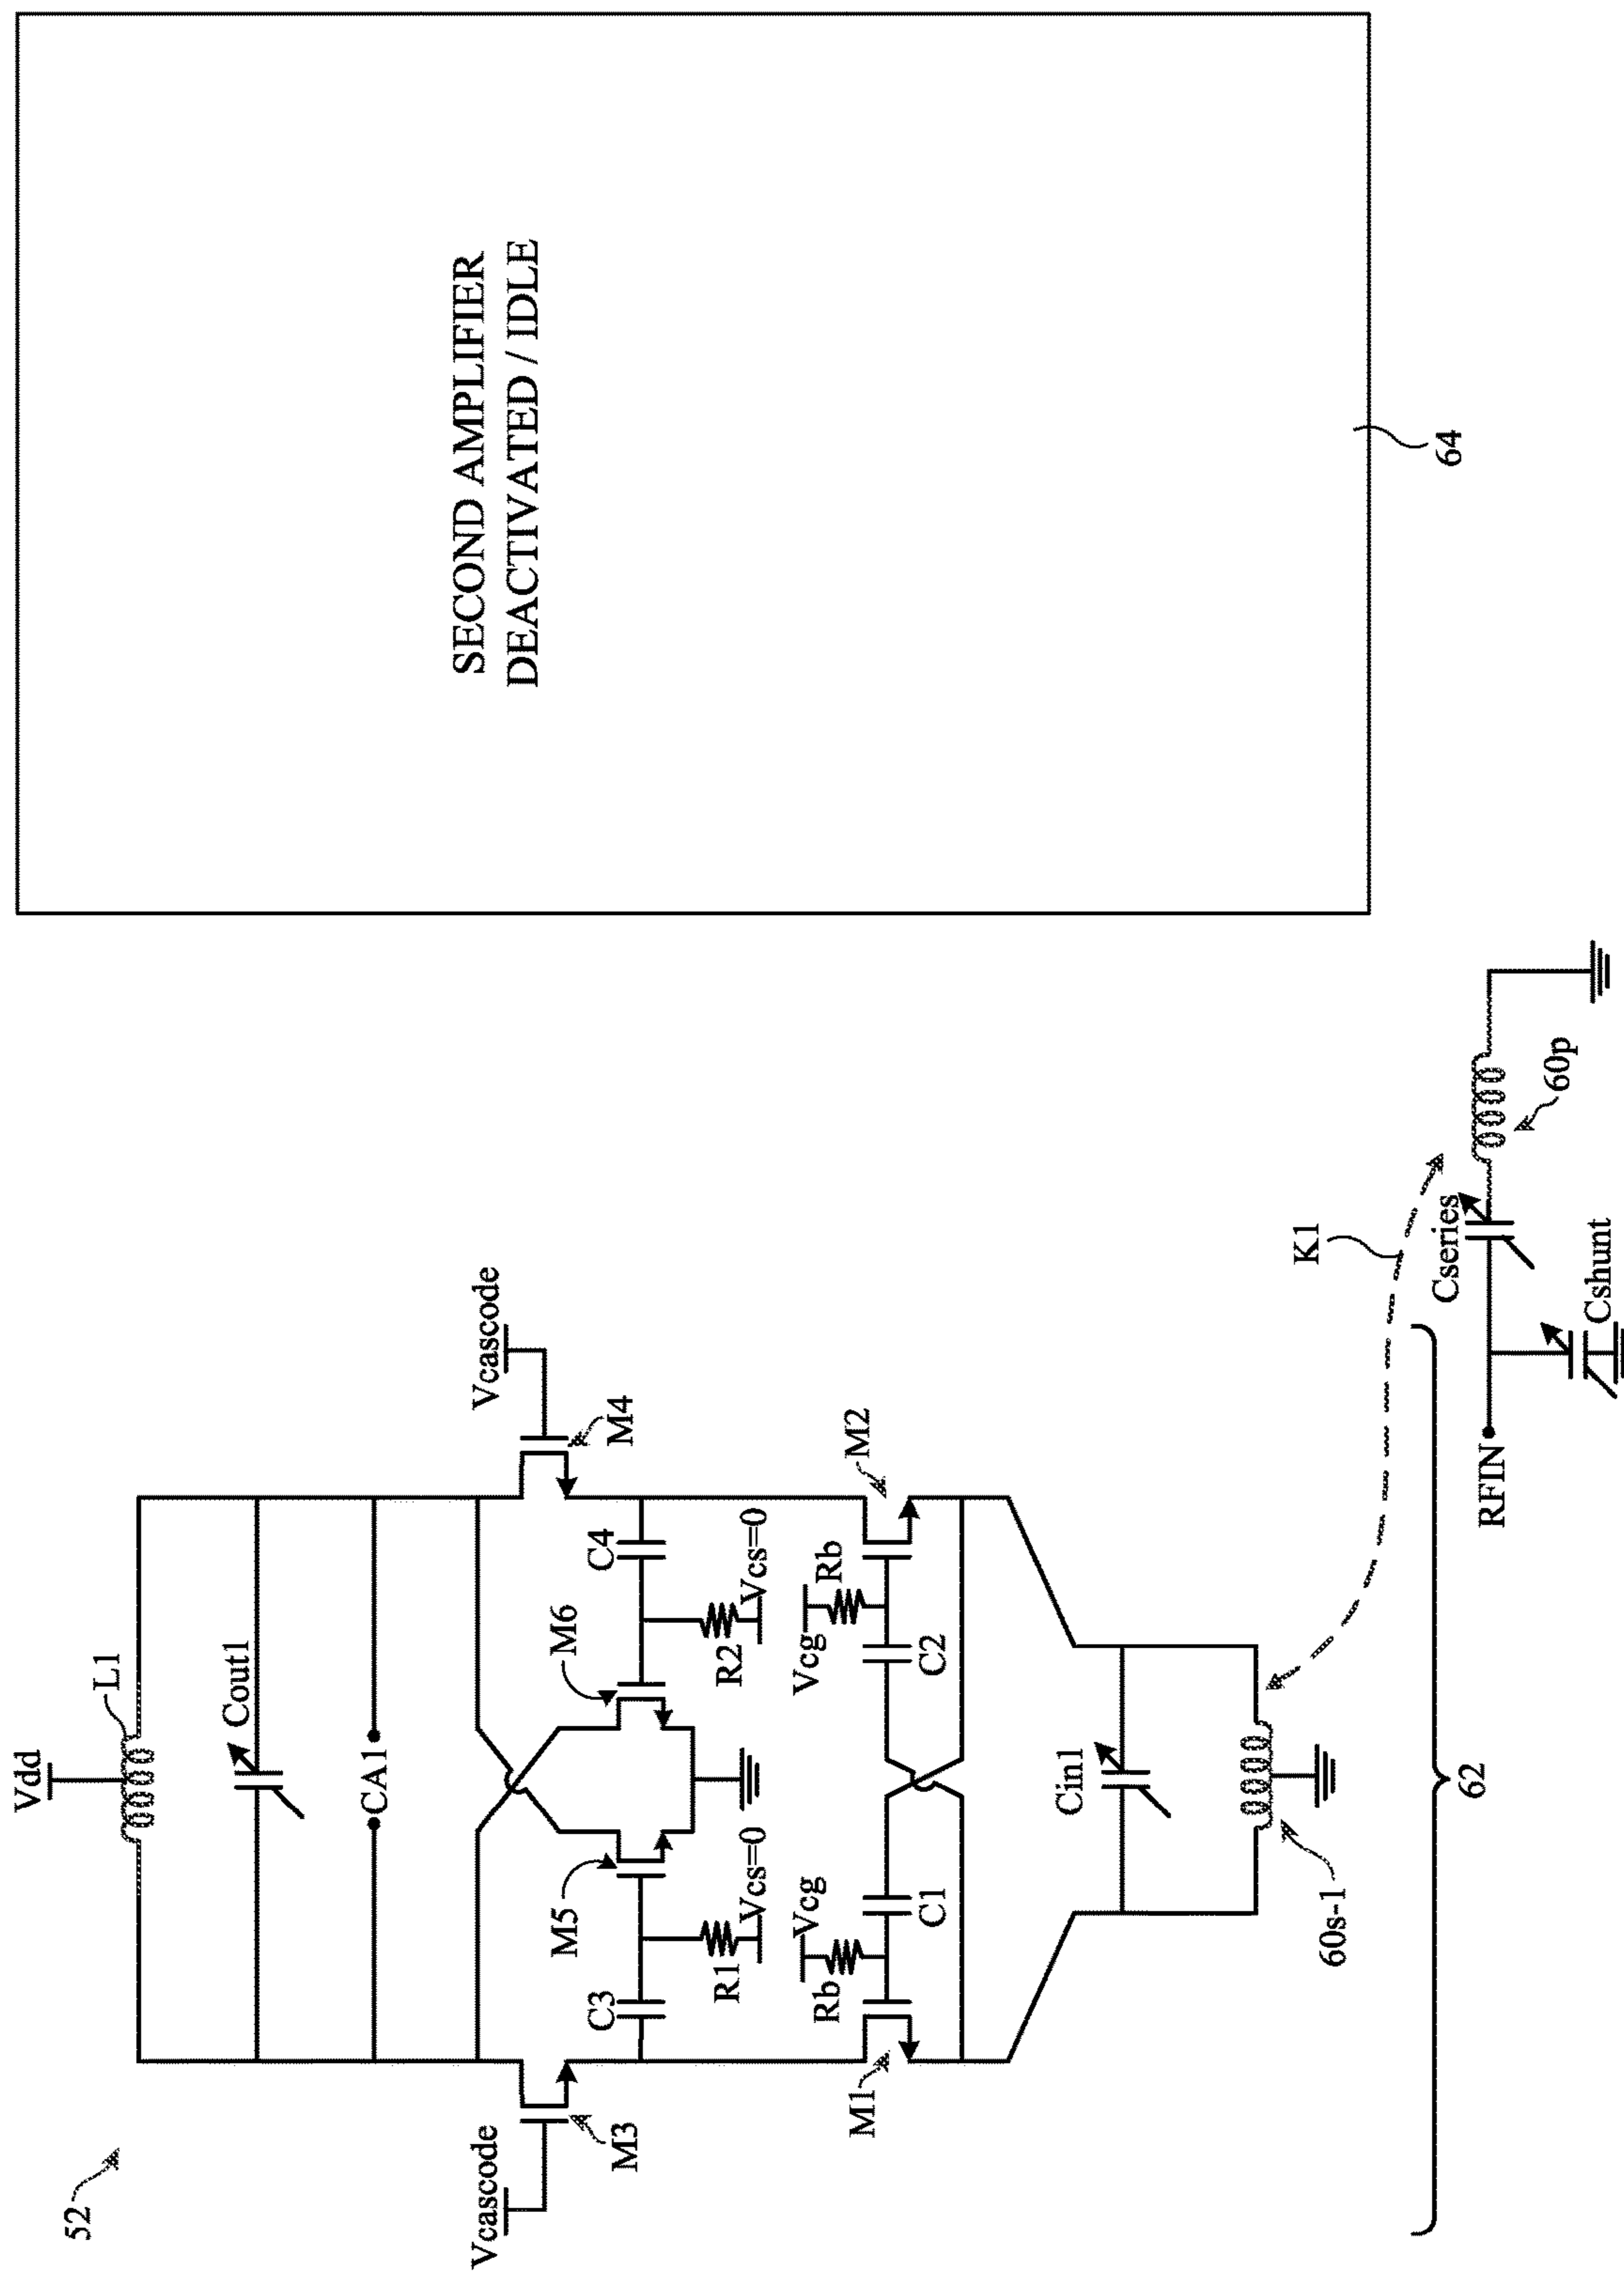 52
Vdd
L1
Cout1
CA1
Vcascode
Vcascode
M3
M4
M5
M6
C3
C4
R1
Vcs=0
R2
Vcs=0
Vcg
Rb
Vcg
Rb
M1
M2
C1
C2
Cin1
60s-1
62
K1
RFIN
Cseries
Cshunt
60p
SECOND AMPLIFIER
DEACTIVATED / IDLE
64